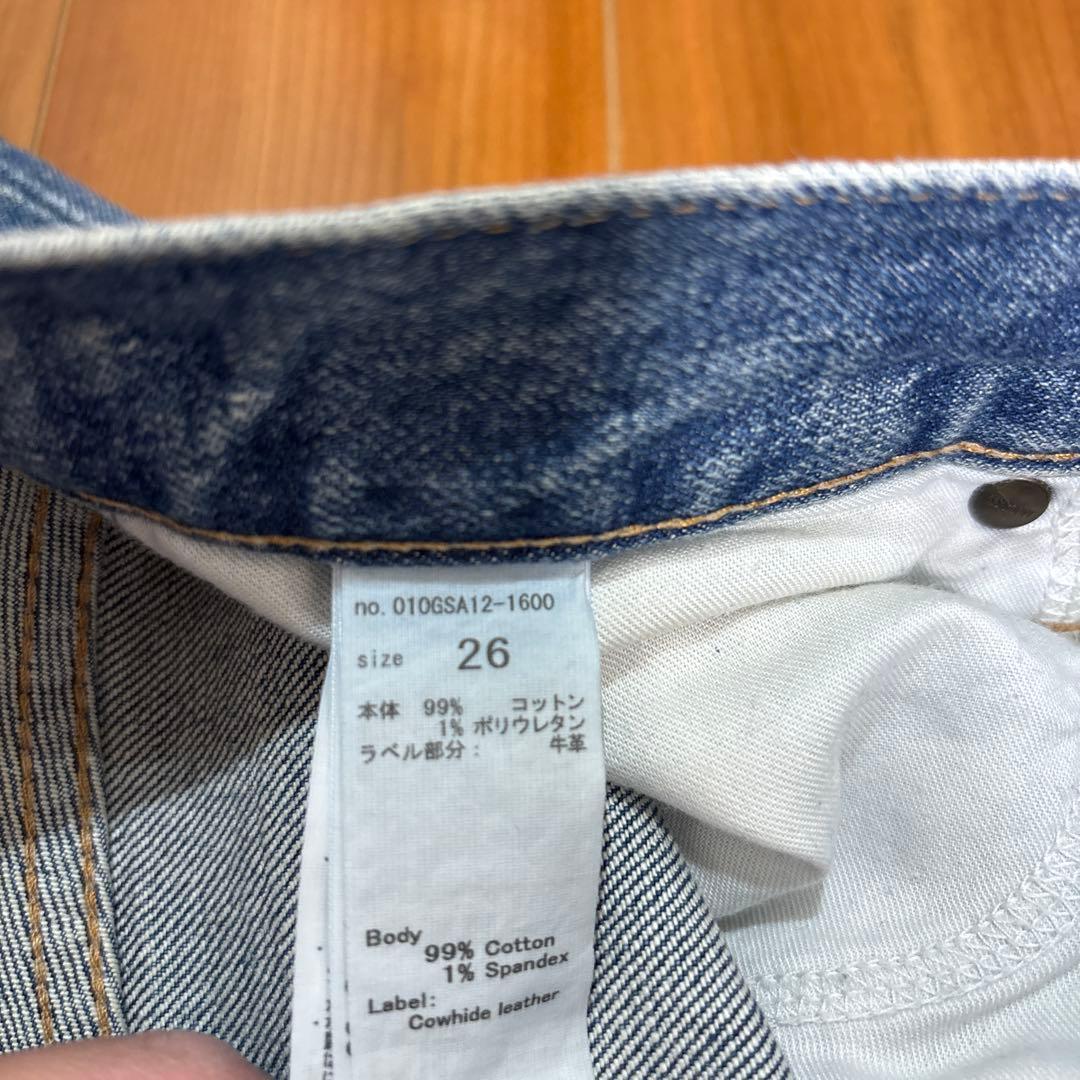 no. 010GSA12-1600
size 26
本体 99% コットン
1% ポリウレタン
ラベル部分： 牛革
Body
99% Cotton
1% Spandex
Label:
Cowhide leather